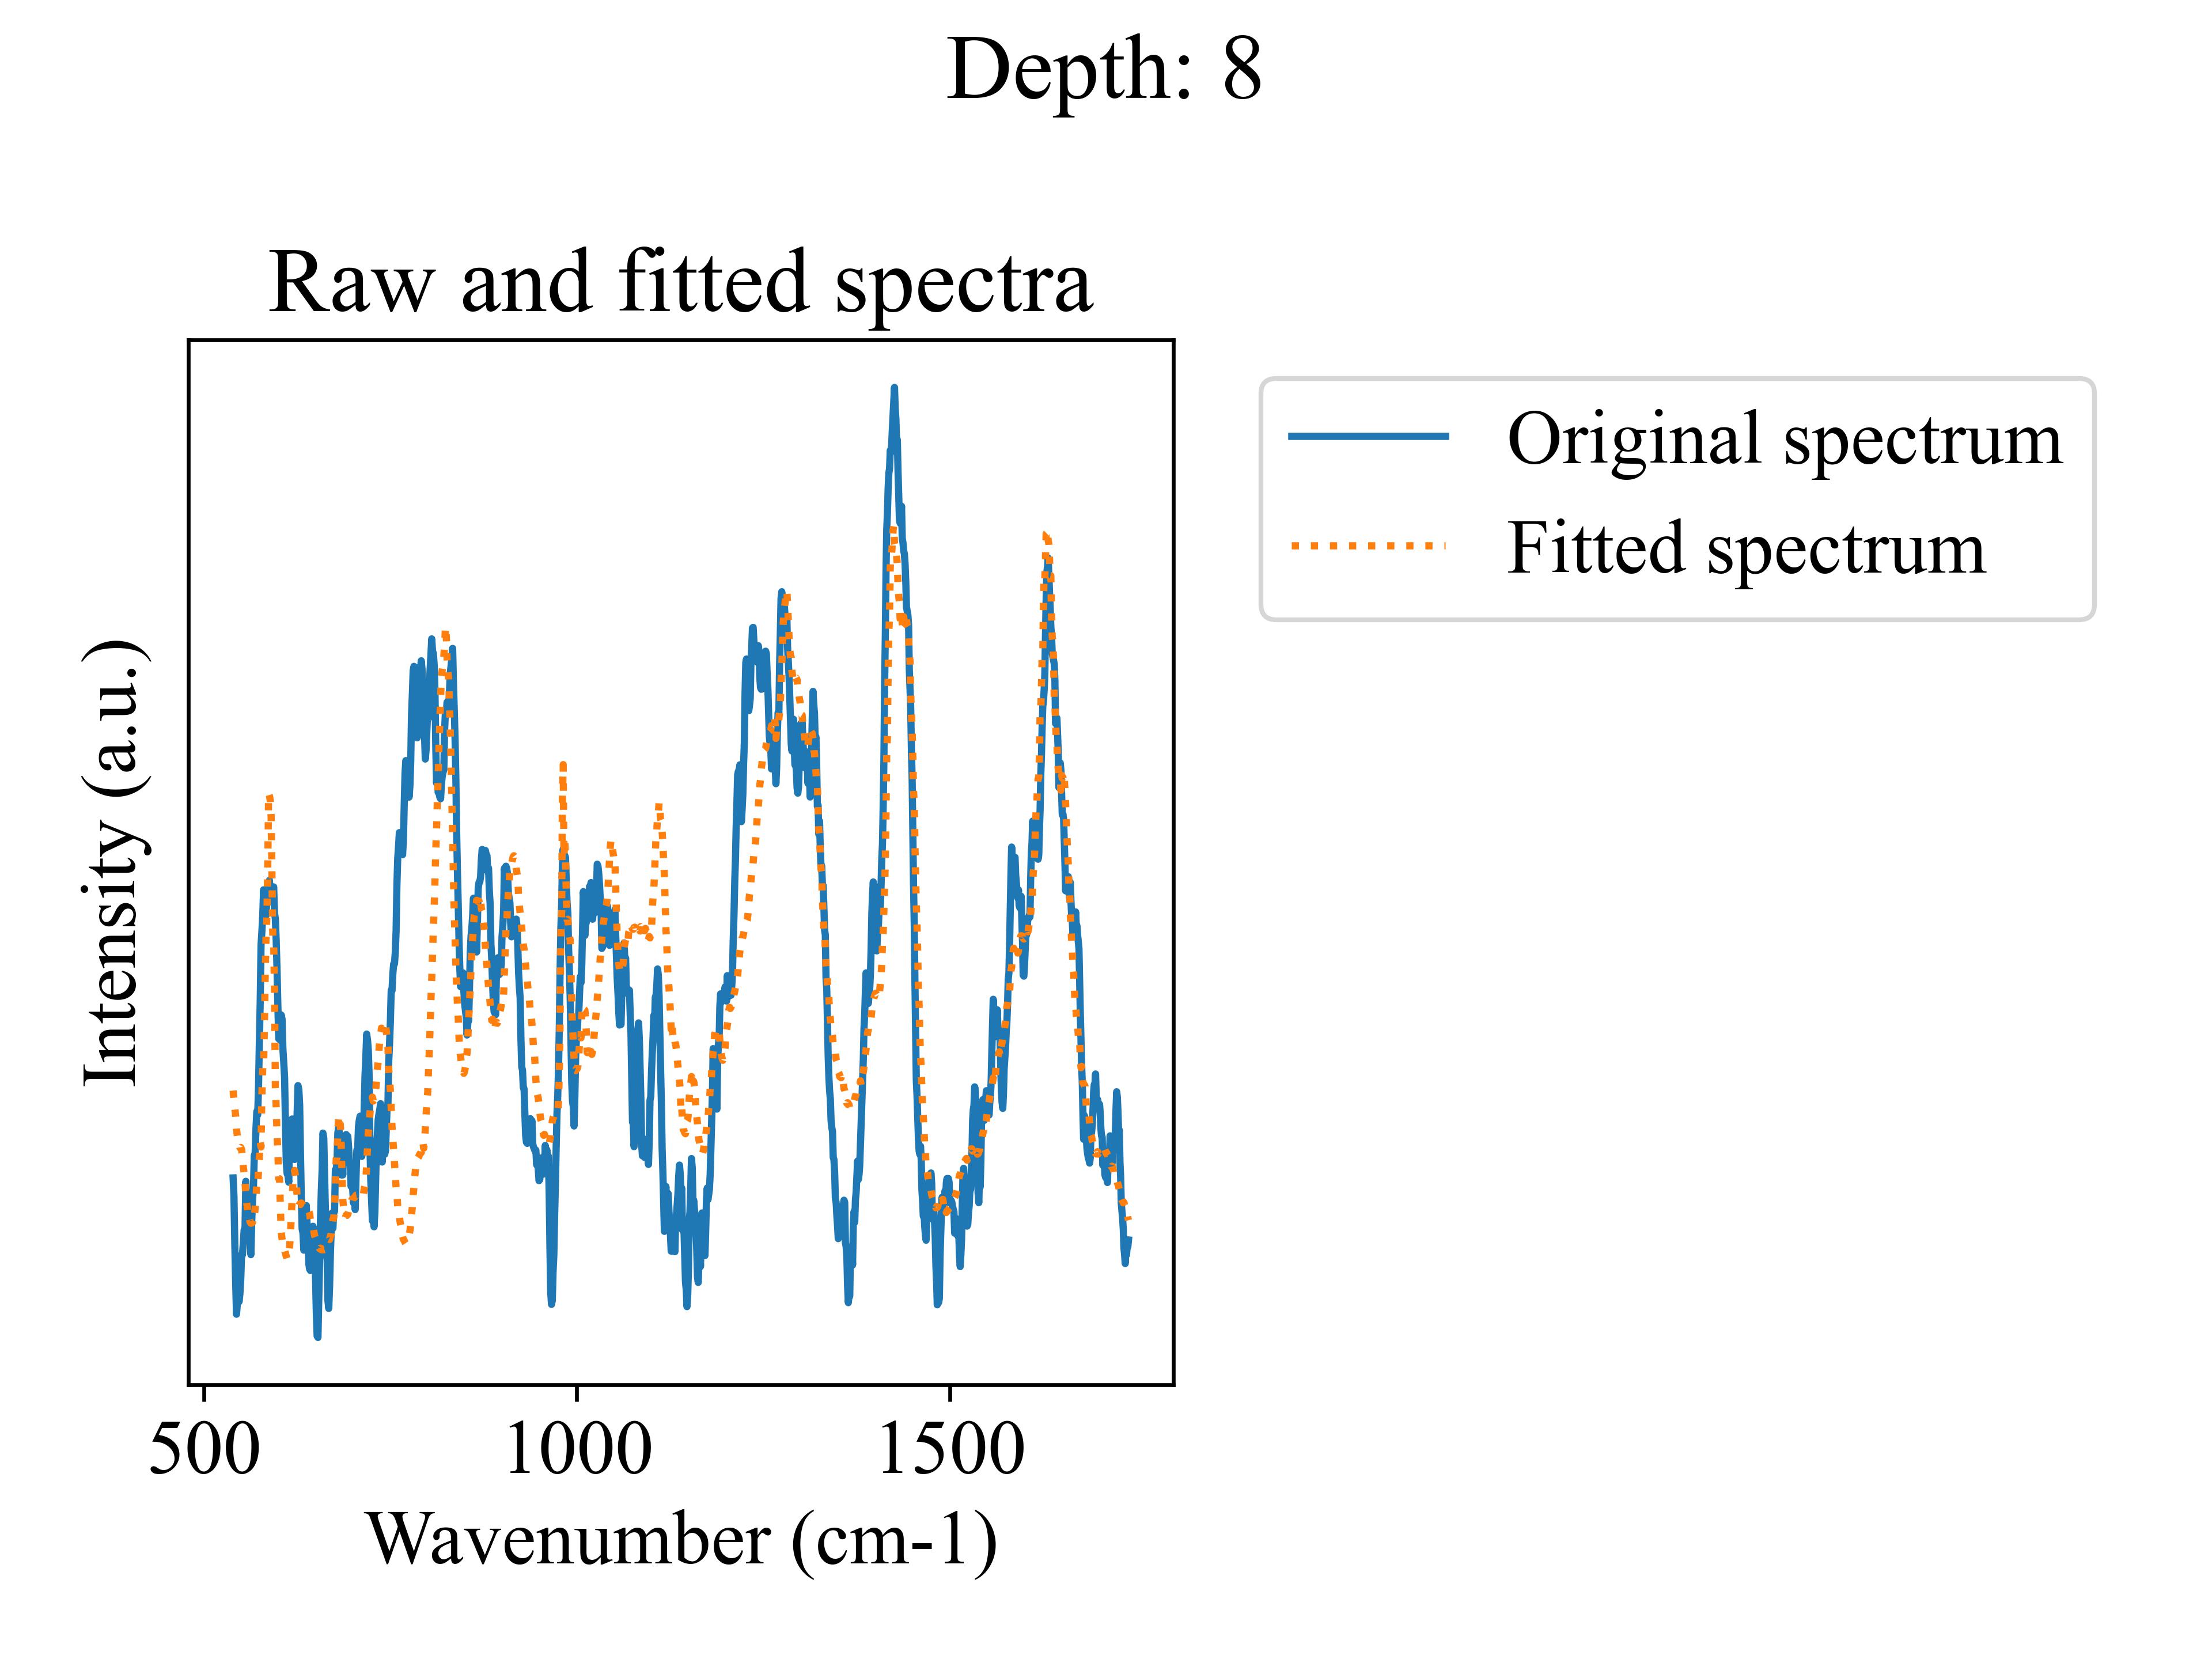 Depth: 8
Raw and fitted spectra
Original spectrum
Fitted spectrum
Intensity (a.u.)
500 1000 1500
Wavenumber (cm-1)